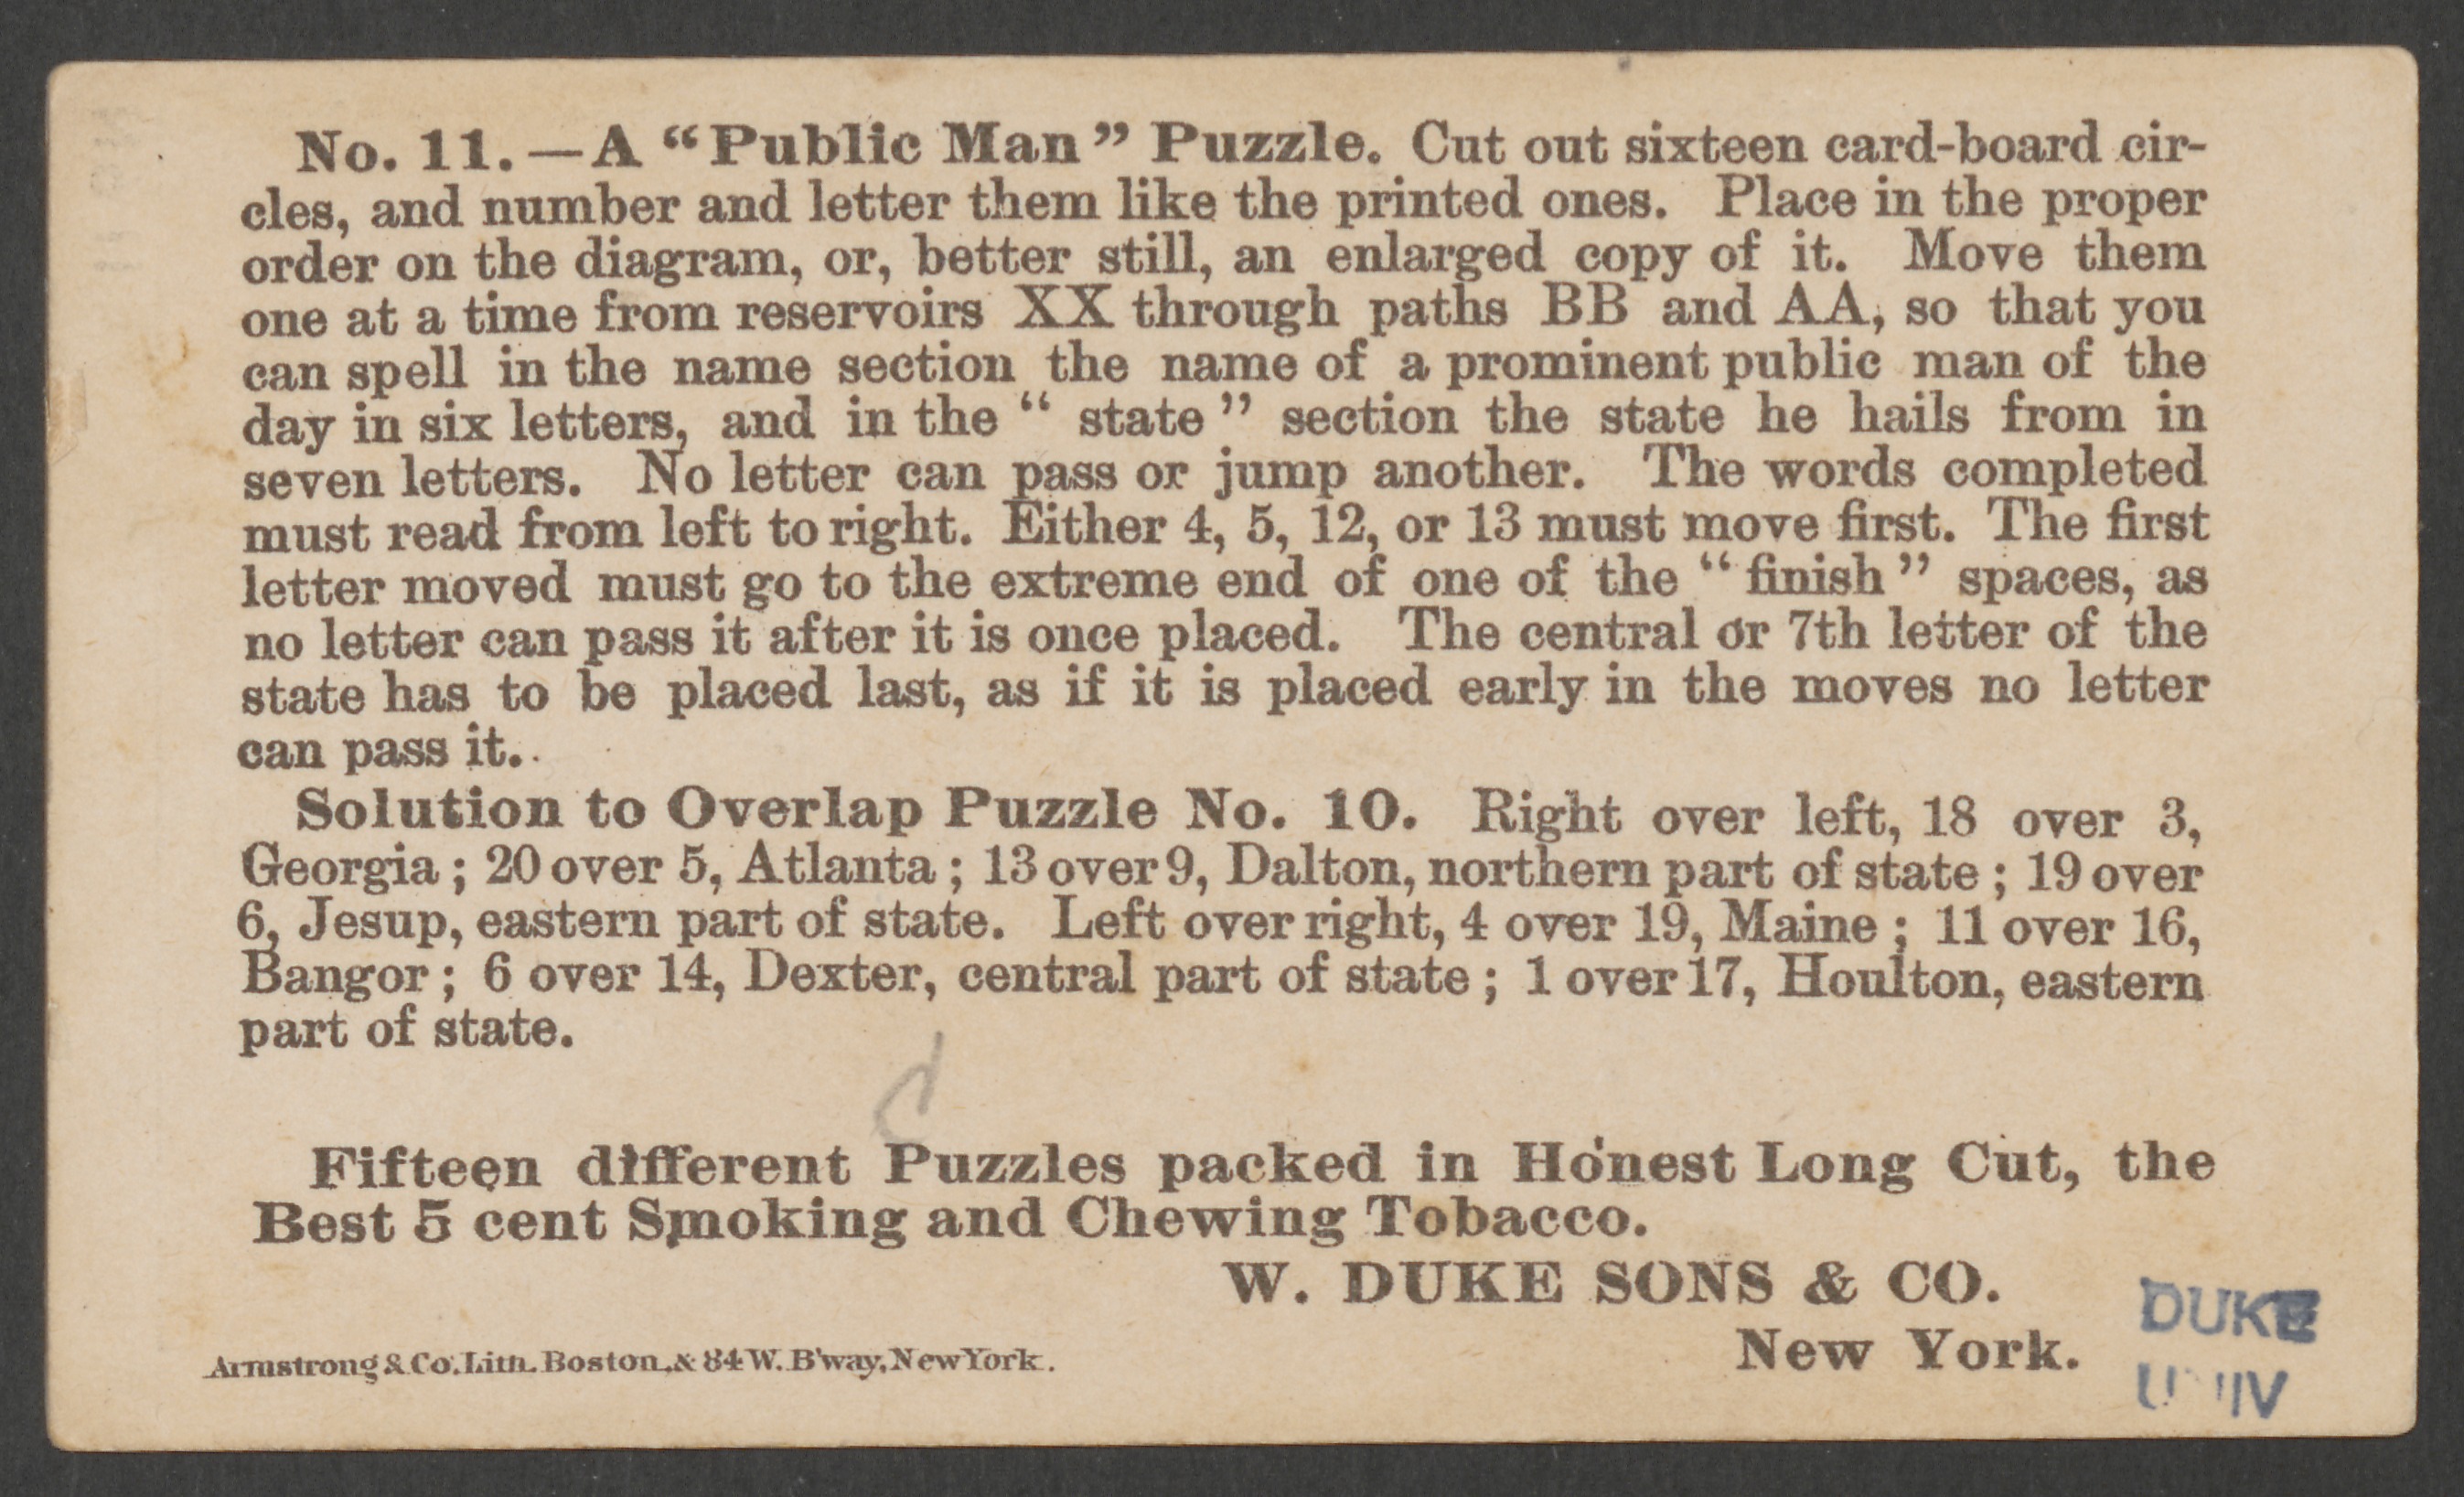 No. 11.—A “Public Man” Puzzle. Cut out sixteen card-board cir-
cles, and number and letter them like the printed ones. Place in the proper
order on the diagram, or, better still, an enlarged copy of it. Move them
one at a time from reservoirs XX through paths BB and AA, so that you
can spell in the name section the name of a prominent public man of the
day in six letters, and in the “ state ” section the state he hails from in
seven letters. No letter can pass or jump another. The words completed
must read from left to right. Either 4, 5, 12, or 13 must move first. The first
letter moved must go to the extreme end of one of the “ finish ” spaces, as
no letter can pass it after it is once placed. The central or 7th letter of the
state has to be placed last, as if it is placed early in the moves no letter
can pass it.
Solution to Overlap Puzzle No. 10. Right over left, 18 over 3,
Georgia ; 20 over 5, Atlanta ; 13 over 9, Dalton, northern part of state ; 19 over
6, Jesup, eastern part of state. Left over right, 4 over 19, Maine ; 11 over 16,
Bangor ; 6 over 14, Dexter, central part of state ; 1 over 17, Houlton, eastern
part of state.
Fifteen different Puzzles packed in Honest Long Cut, the
Best 5 cent Smoking and Chewing Tobacco.
W. DUKE SONS & CO.
New York.
Armstrong & Co. Lith. Boston, & 84 W. B'way, New York.
DUKE